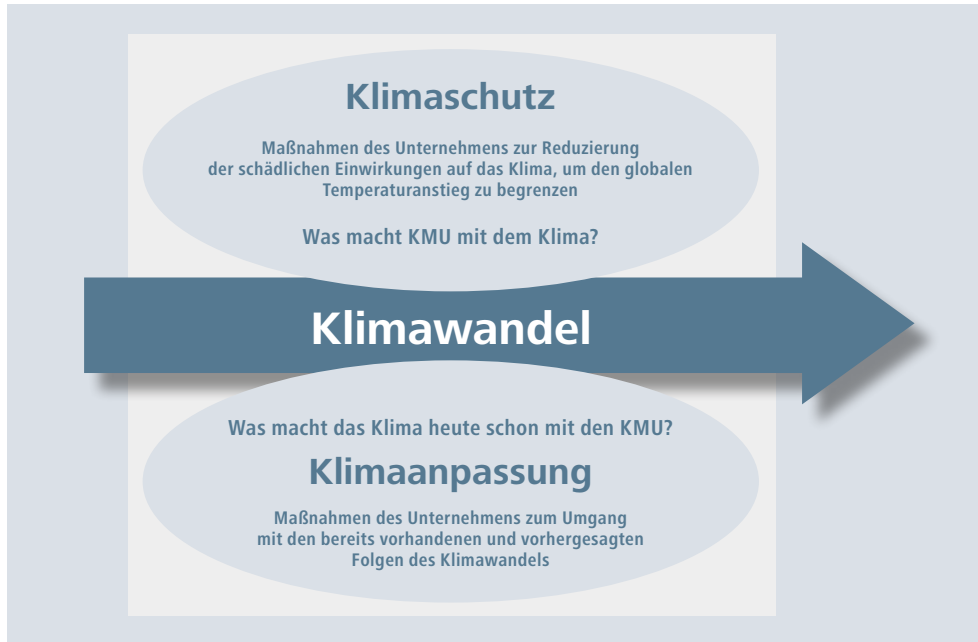 Klimaschutz
Maßnahmen des Unternehmens zur Reduzierung
der schädlichen Einwirkungen auf das Klima, um den globalen
Temperaturanstieg zu begrenzen
Was macht KMU mit dem Klima?
Klimawandel
Was macht das Klima heute schon mit den KMU?
Klimaanpassung
Maßnahmen des Unternehmens zum Umgang
mit den bereits vorhandenen und vorhergesagten
Folgen des Klimawandels